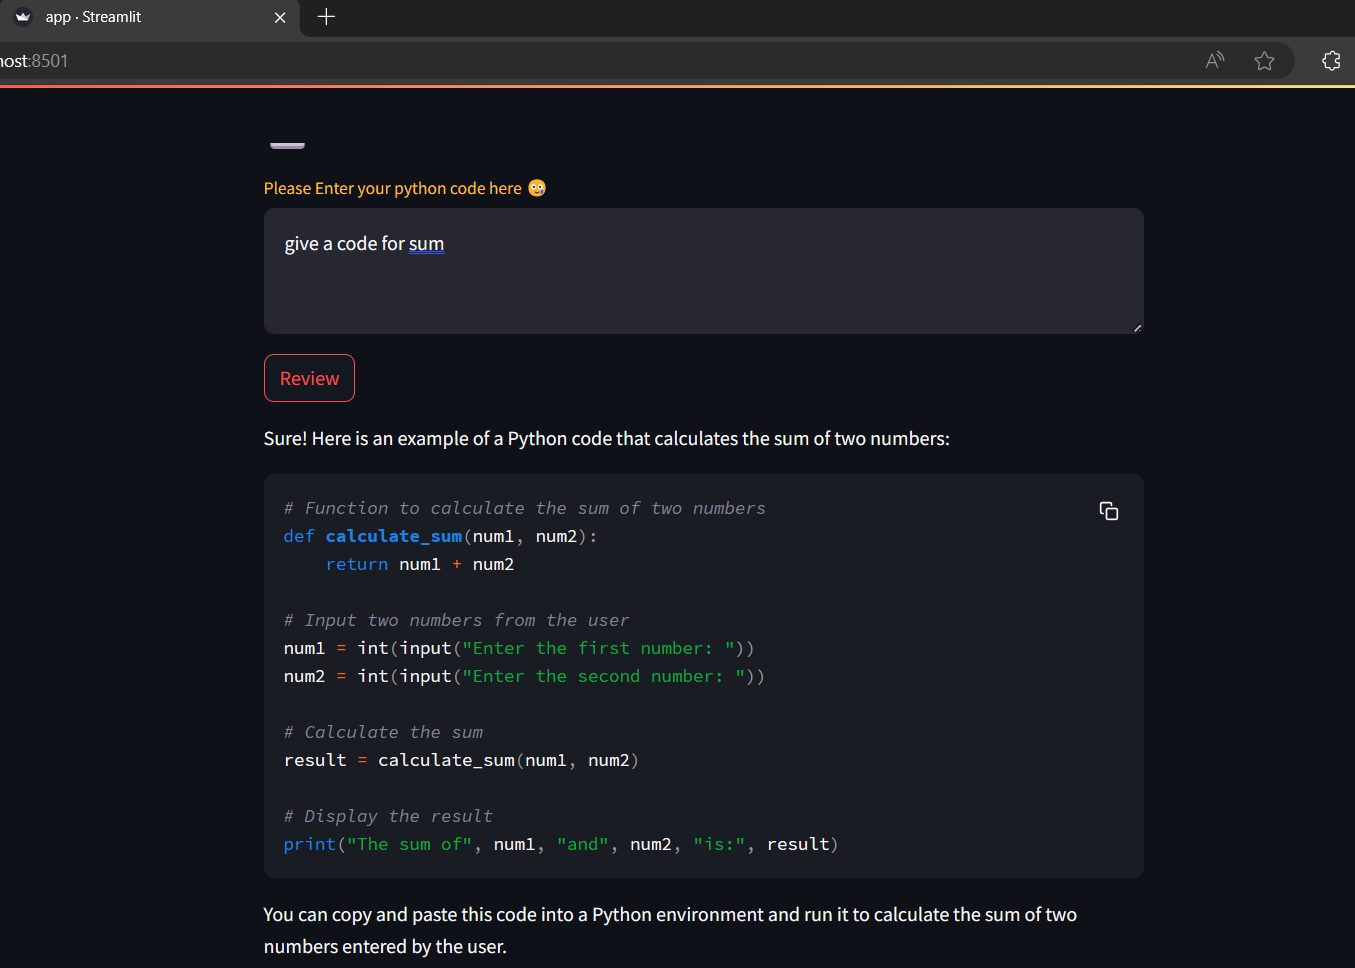 app · Streamlit
host:8501
Please Enter your python code here
give a code for sum
Review
Sure! Here is an example of a Python code that calculates the sum of two numbers:
# Function to calculate the sum of two numbers
def calculate_sum(num1, num2):
    return num1 + num2
# Input two numbers from the user
num1 = int(input("Enter the first number: "))
num2 = int(input("Enter the second number: "))
# Calculate the sum
result = calculate_sum(num1, num2)
# Display the result
print("The sum of", num1, "and", num2, "is:", result)
You can copy and paste this code into a Python environment and run it to calculate the sum of two
numbers entered by the user.